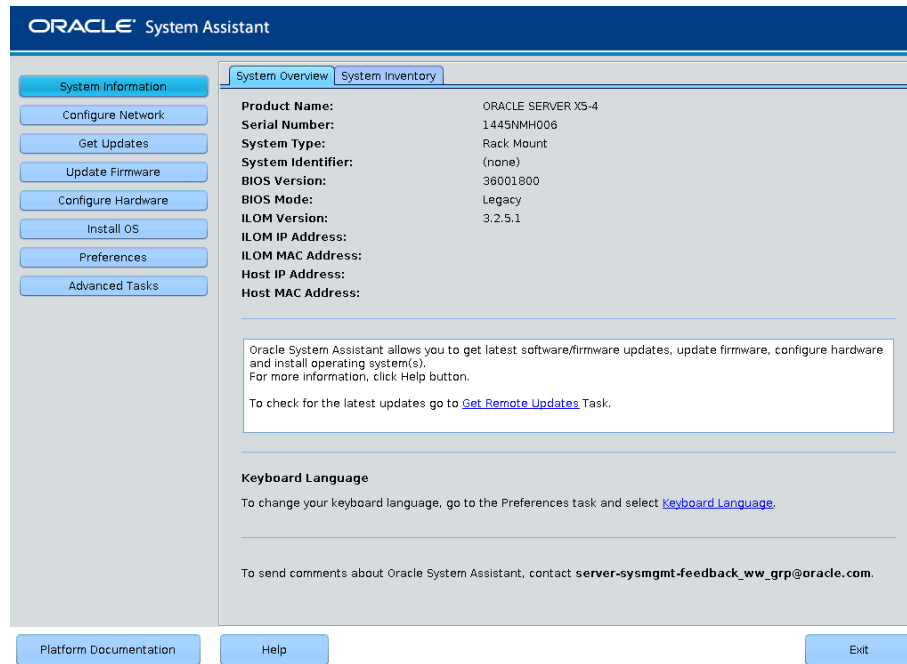 ORACLE System Assistant
System Information
Configure Network
Get Updates
Update Firmware
Configure Hardware
Install OS
Preferences
Advanced Tasks
System Overview System Inventory
Product Name: ORACLE SERVER X5-4
Serial Number: 1445NMH006
System Type: Rack Mount
System Identifier: (none)
BIOS Version: 36001800
BIOS Mode: Legacy
ILOM Version: 3.2.5.1
ILOM IP Address:
ILOM MAC Address:
Host IP Address:
Host MAC Address:
Oracle System Assistant allows you to get latest software/firmware updates, update firmware, configure hardware
and install operating system(s).
For more information, click Help button.
To check for the latest updates go to Get Remote Updates Task.
Keyboard Language
To change your keyboard language, go to the Preferences task and select Keyboard Language.
To send comments about Oracle System Assistant, contact server-sysmgmt-feedback_ww_grp@oracle.com.
Platform Documentation Help Exit